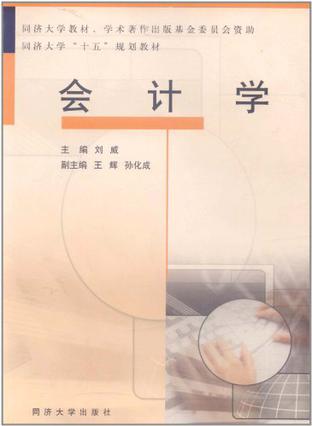 同济大学教材、学术著作出版基金委员会资助
同济大学“十五”规划教材
会计学
主编 刘威
副主编 王辉 孙化成
同济大学出版社